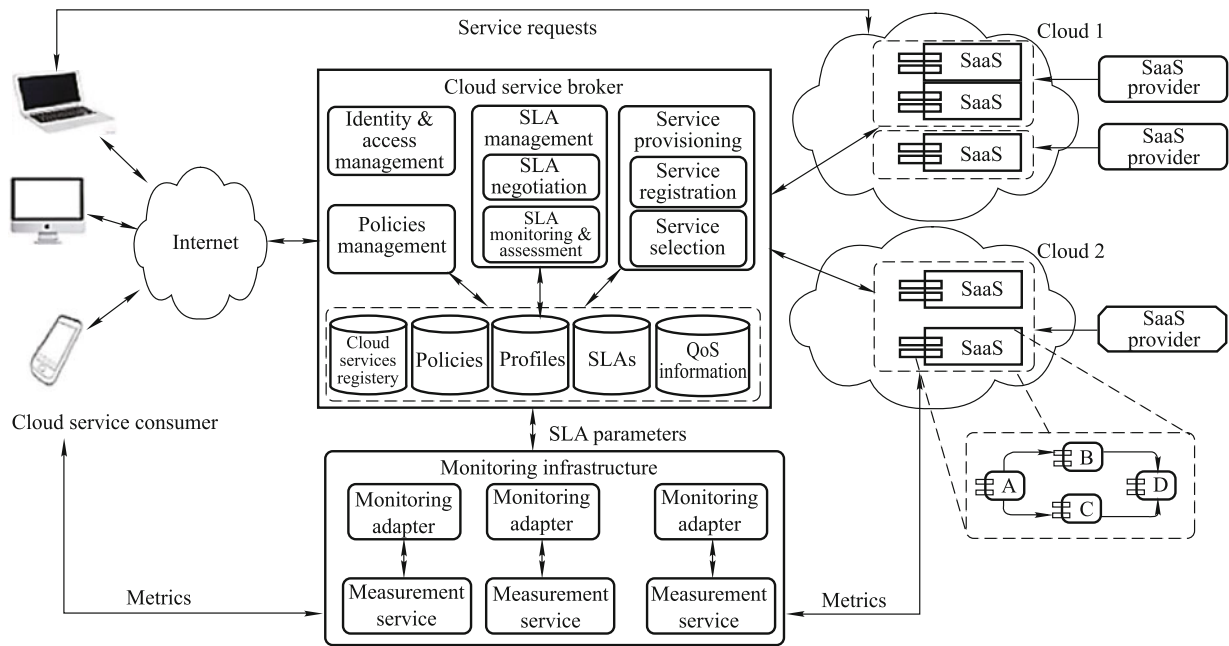 Service requests
Cloud 1
SaaS
SaaS
SaaS
SaaS
provider
SaaS
provider
Cloud service broker
Identity &
access
management
SLA
management
SLA
negotiation
SLA
monitoring &
assessment
Service
provisioning
Service
registration
Service
selection
Policies
management
Internet
Cloud 2
SaaS
SaaS
SaaS
provider
Cloud
services
registery
Policies
Profiles
SLAs
QoS
information
Cloud service consumer
SLA parameters
Monitoring infrastructure
Monitoring
adapter
Monitoring
adapter
Monitoring
adapter
Measurement
service
Measurement
service
Measurement
service
Metrics
Metrics
A
B
C
D